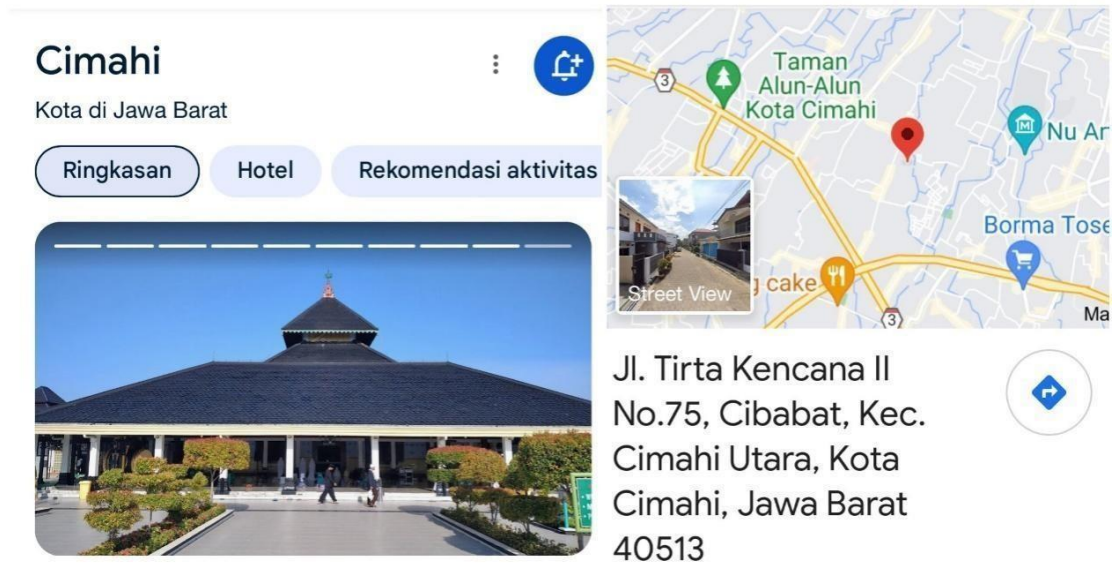 Cimahi
Kota di Jawa Barat
Ringkasan
Hotel
Rekomendasi aktivitas
3
Taman
Alun-Alun
Kota Cimahi
Nu Ar
Borma Tose
cake
Street View
3
Ma
Jl. Tirta Kencana II
No.75, Cibabat, Kec.
Cimahi Utara, Kota
Cimahi, Jawa Barat
40513